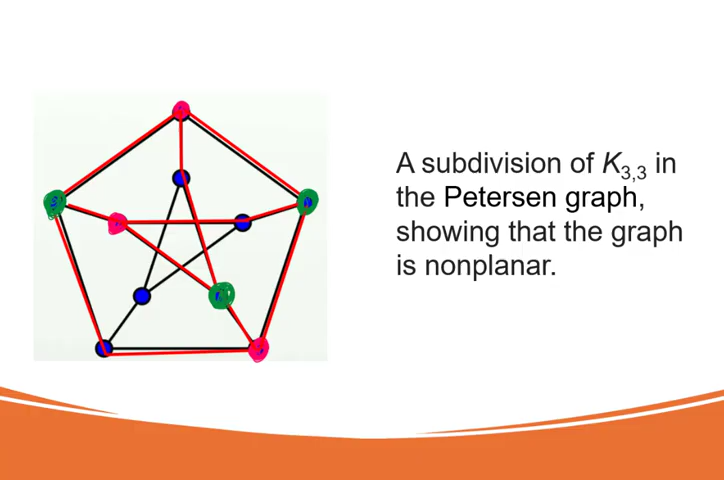 A subdivision of K3,3 in
the Petersen graph,
showing that the graph
is nonplanar.